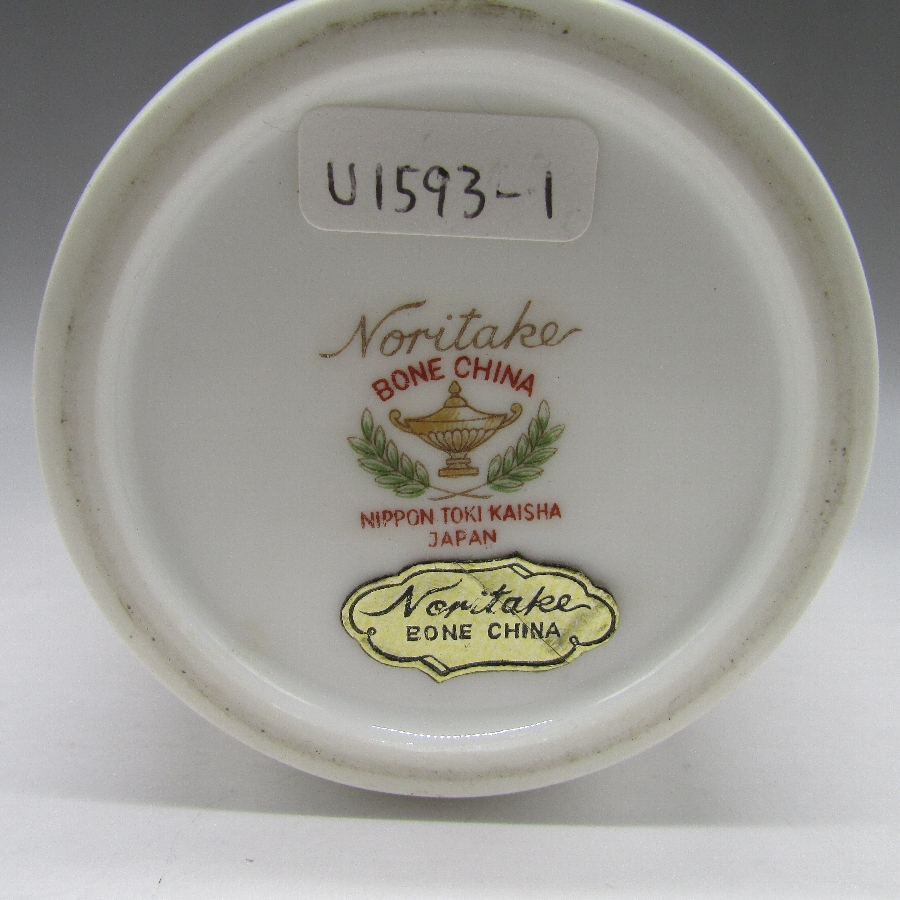 U1593-1
Noritake
BONE CHINA
NIPPON TOKI KAISHA
JAPAN
Noritake
BONE CHINA